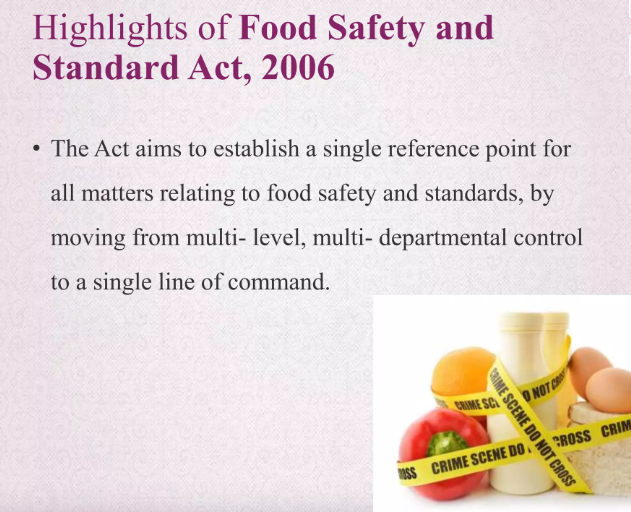 Highlights of Food Safety and
Standard Act, 2006
• The Act aims to establish a single reference point for
all matters relating to food safety and standards, by
moving from multi- level, multi- departmental control
to a single line of command.
CRIME SC
O NOT CROS
CRIME SCENE DO NOT CROSS
ROSS CRIME SCENE DO
CROSS CRIM